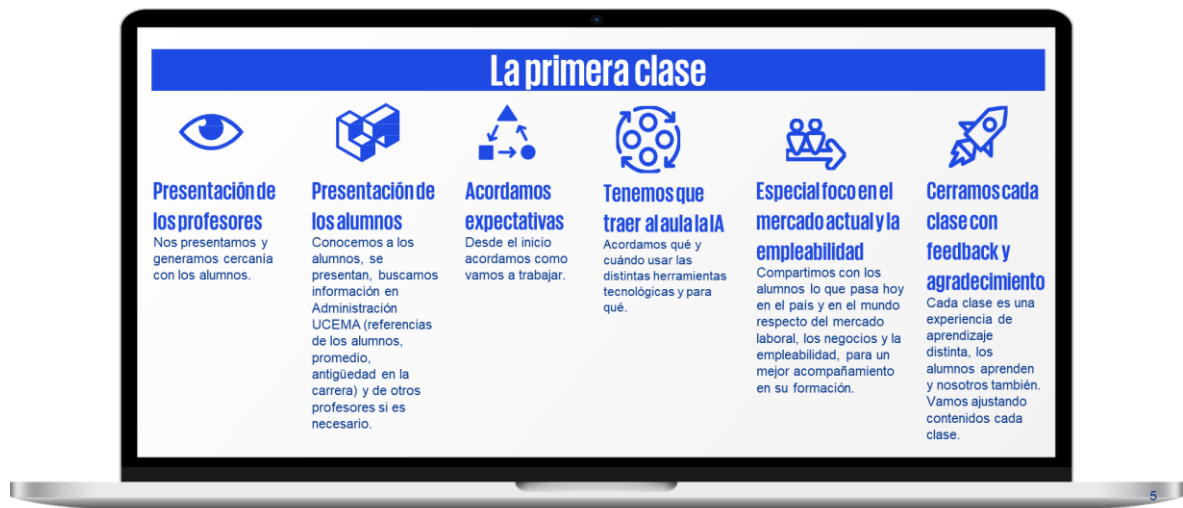 La primera clase
Presentación de
los profesores
Nos presentamos y
generamos cercanía
con los alumnos.
Presentación de
los alumnos
Conocemos a los
alumnos, se
presentan, buscamos
información en
Administración
UCEMA (referencias
de los alumnos,
promedio,
antigüedad en la
carrera) y de otros
profesores si es
necesario.
Acordamos
expectativas
Desde el inicio
acordamos como
vamos a trabajar.
Tenemos que
traer al aula la IA
Acordamos qué y
cuándo usar las
distintas herramientas
tecnológicas y para
qué.
Especial foco en el
mercado actual y la
empleabilidad
Compartimos con los
alumnos lo que pasa hoy
en el país y en el mundo
respecto del mercado
laboral, los negocios y la
empleabilidad, para un
mejor acompañamiento
en su formación.
Cerramos cada
clase con
feedback y
agradecimiento
Cada clase es una
experiencia de
aprendizaje
distinta, los
alumnos aprenden
y nosotros también.
Vamos ajustando
contenidos cada
clase.
5